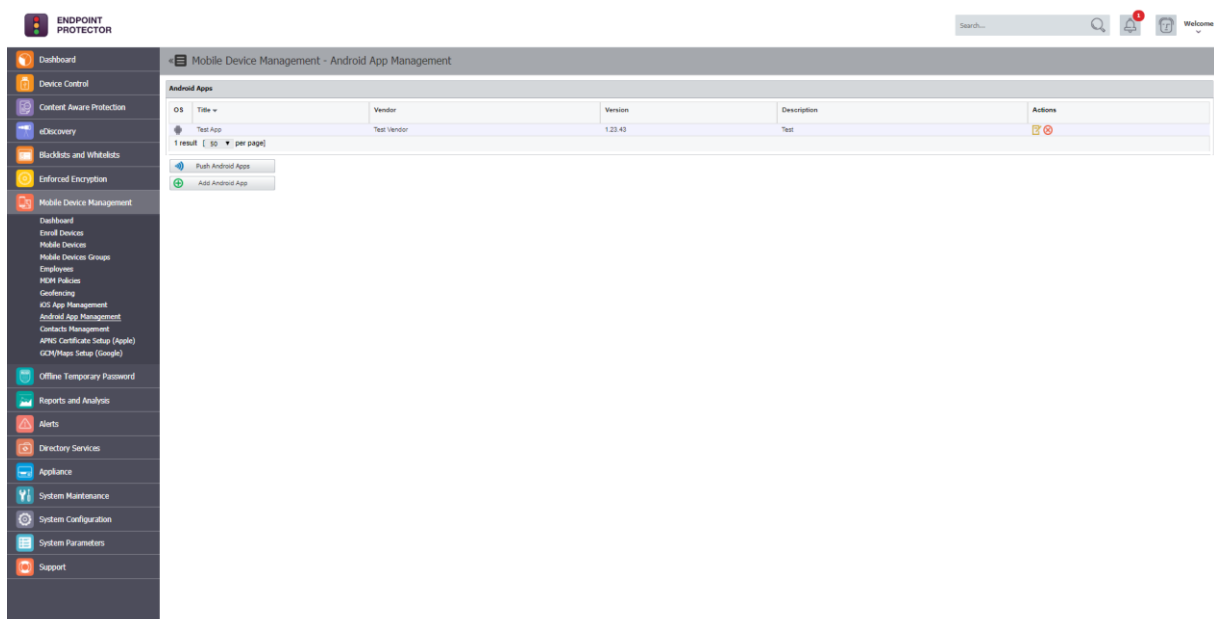 ENDPOINT
PROTECTOR
Search...
1
Welcome
Dashboard
Device Control
Content Aware Protection
eDiscovery
Blacklists and Whitelists
Enforced Encryption
Mobile Device Management
Dashboard
Enroll Devices
Mobile Devices
Mobile Devices Groups
Employees
MDM Policies
Geofencing
iOS App Management
Android App Management
Contacts Management
APNS Certificate Setup (Apple)
GCM/Maps Setup (Google)
Offline Temporary Password
Reports and Analysis
Alerts
Directory Services
Appliance
System Maintenance
System Configuration
System Parameters
Support
Mobile Device Management - Android App Management
Android Apps
OS Title Vendor Version Description Actions
Test App Test Vendor 1.23.43 Test
1 result [ 50 ▼ per page]
Push Android Apps
Add Android App